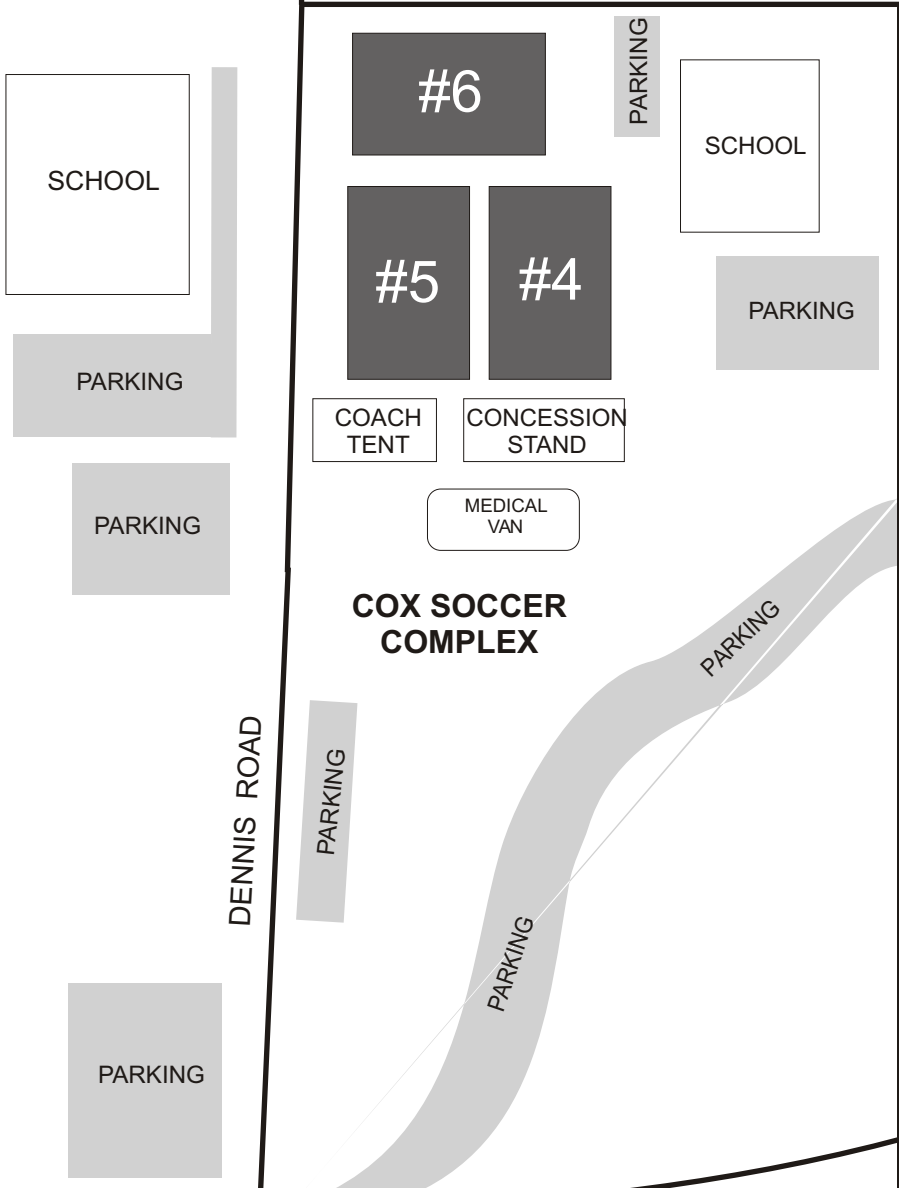 #6
PARKING
SCHOOL
SCHOOL
#5
#4
PARKING
PARKING
COACH
TENT
CONCESSION
STAND
PARKING
MEDICAL
VAN
COX SOCCER
COMPLEX
PARKING
DENNIS ROAD
PARKING
PARKING
PARKING